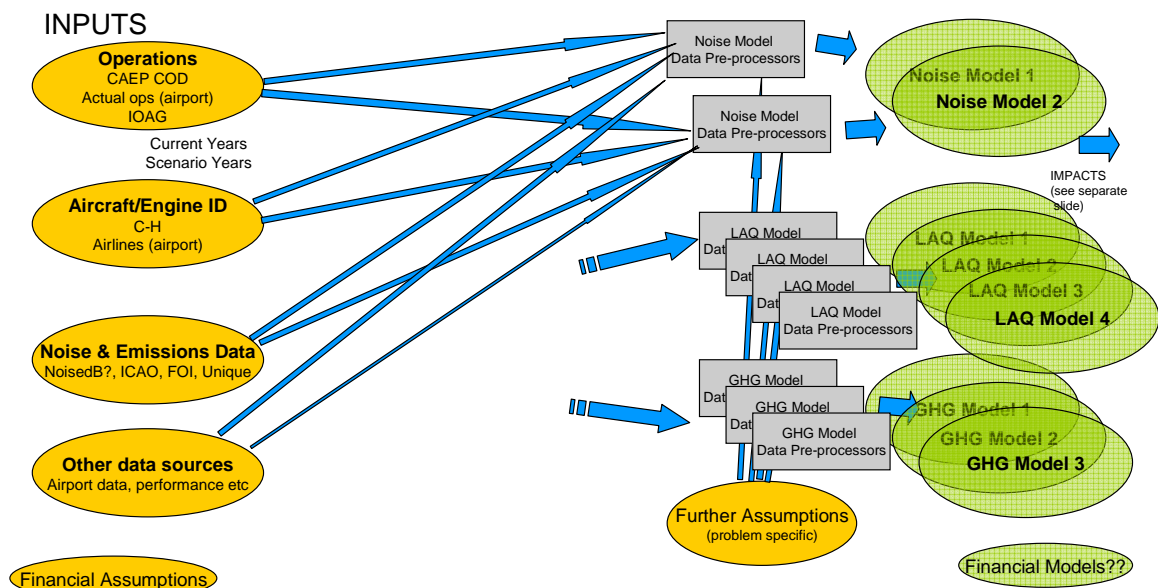 INPUTS
Operations
CAEP COD
Actual ops (airport)
IOAG
Current Years
Scenario Years
Aircraft/Engine ID
C-H
Airlines (airport)
Noise & Emissions Data
NoisedB?, ICAO, FOI, Unique
Other data sources
Airport data, performance etc
Financial Assumptions
Noise Model
Data Pre-processors
Noise Model
Data Pre-processors
LAQ Model
Dat
LAQ Model
Dat
LAQ Model
Dat
LAQ Model
Data Pre-processors
GHG Model
Dat
GHG Model
Dat
GHG Model
Data Pre-processors
Further Assumptions
(problem specific)
Noise Model 1
Noise Model 2
IMPACTS
(see separate
slide)
LAQ Model 1
LAQ Model 2
LAQ Model 3
LAQ Model 4
GHG Model 1
GHG Model 2
GHG Model 3
Financial Models??